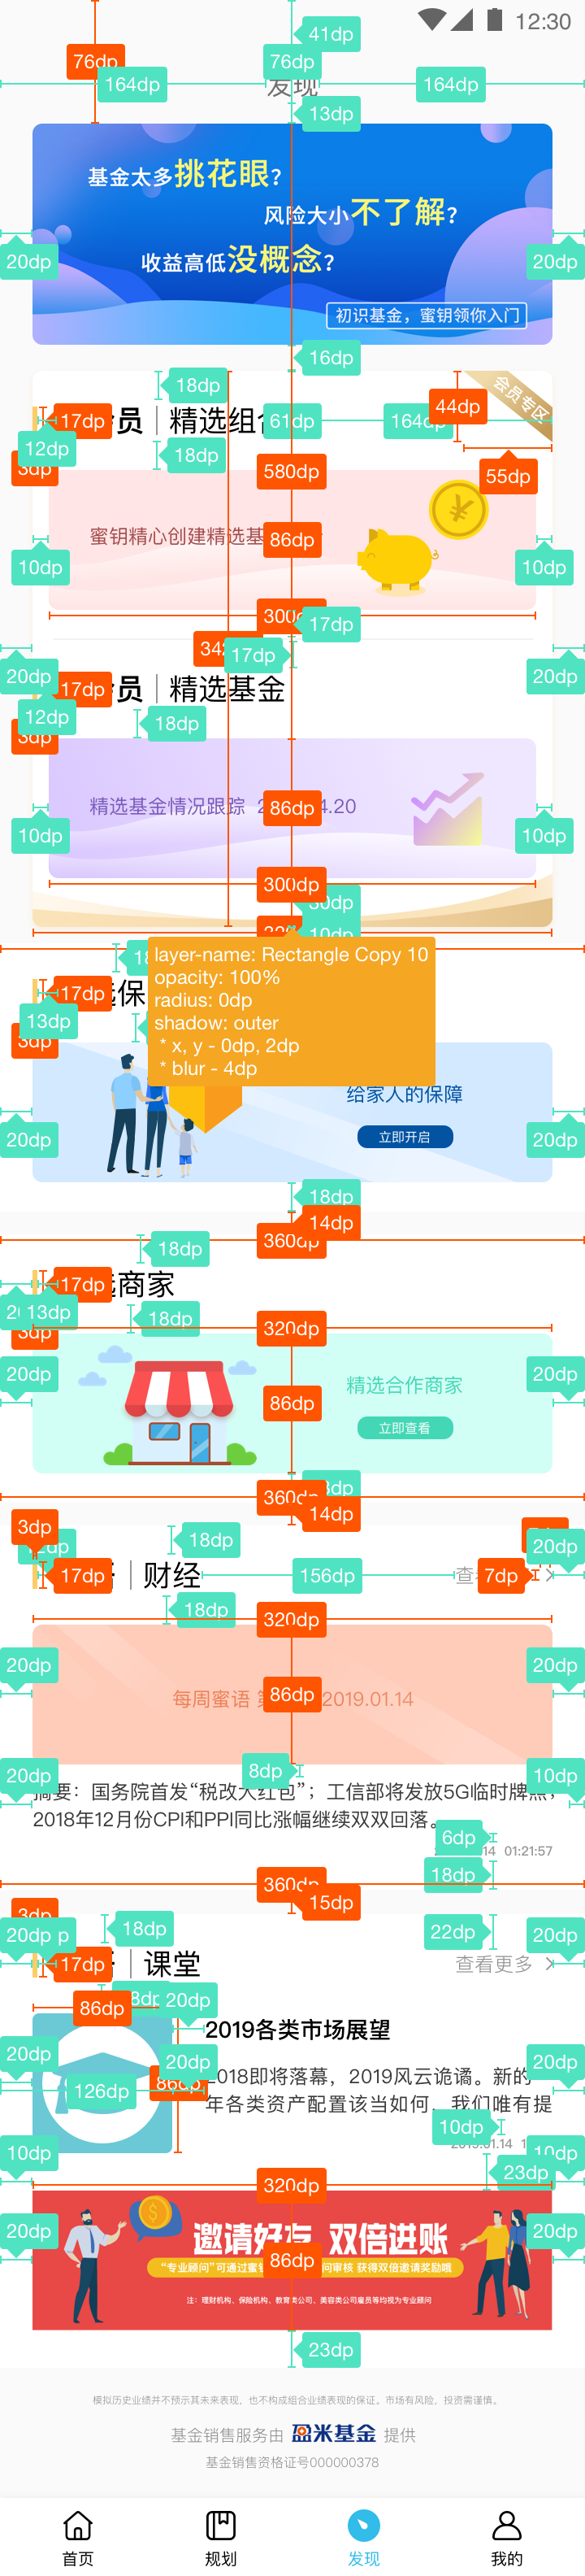 12:30
41dp
76dp
76dp
164dp
164dp
发现
13dp
基金太多挑花眼?
风险大小不了解?
20dp
20dp
收益高低没概念?
初识基金，蜜钥领你入门
16dp
18dp
会员专区
44dp
17dp
员｜精选组合
61dp
12dp
18dp
3dp
580dp
55dp
蜜钥精心创建精选基
86dp
10dp
10dp
17dp
17dp
20dp
20dp
17dp
员｜精选基金
12dp
18dp
3dp
精选基金情况跟踪
86dp
10dp
10dp
300dp
layer-name: Rectangle Copy 10
opacity: 100%
radius: 0dp
shadow: outer
* x, y - 0dp, 2dp
* blur - 4dp
17dp
保
13dp
3dp
给家人的保障
20dp
立即开启
20dp
18dp
14dp
360dp
18dp
17dp
商家
13dp
18dp
320dp
20dp
精选合作商家
20dp
86dp
立即查看
360dp
14dp
3dp
18dp
20dp
17dp
｜财经
156dp
7dp
18dp
320dp
20dp
20dp
每周蜜语
86dp
2019.01.14
8dp
20dp
10dp
摘要：国务院首发“税改大红包”；工信部将发放5G临时牌照；
2018年12月份CPI和PPI同比涨幅继续双双回落。
6dp
01:21:57
18dp
360dp
15dp
3dp
20dp
18dp
22dp
20dp
17dp
｜课堂
查看更多
86dp
20dp
2019各类市场展望
20dp
20dp
20dp
2018即将落幕，2019风云诡谲。新的
126dp
86dp
年各类资产配置该当如何，我们唯有提
10dp
10dp
10dp
23dp
320dp
邀请好友 双倍进账
20dp
20dp
86dp
“专业顾问”可通过蜜
问审核 获得双倍邀请奖励哦
注：理财机构、保险机构、教育类公司、美容类公司雇员等均视为专业顾问
23dp
模拟历史业绩并不预示其未来表现，也不构成组合业绩表现的保证。市场有风险，投资需谨慎。
基金销售服务由 盈米基金 提供
基金销售资格证号000000378
首页
规划
发现
我的